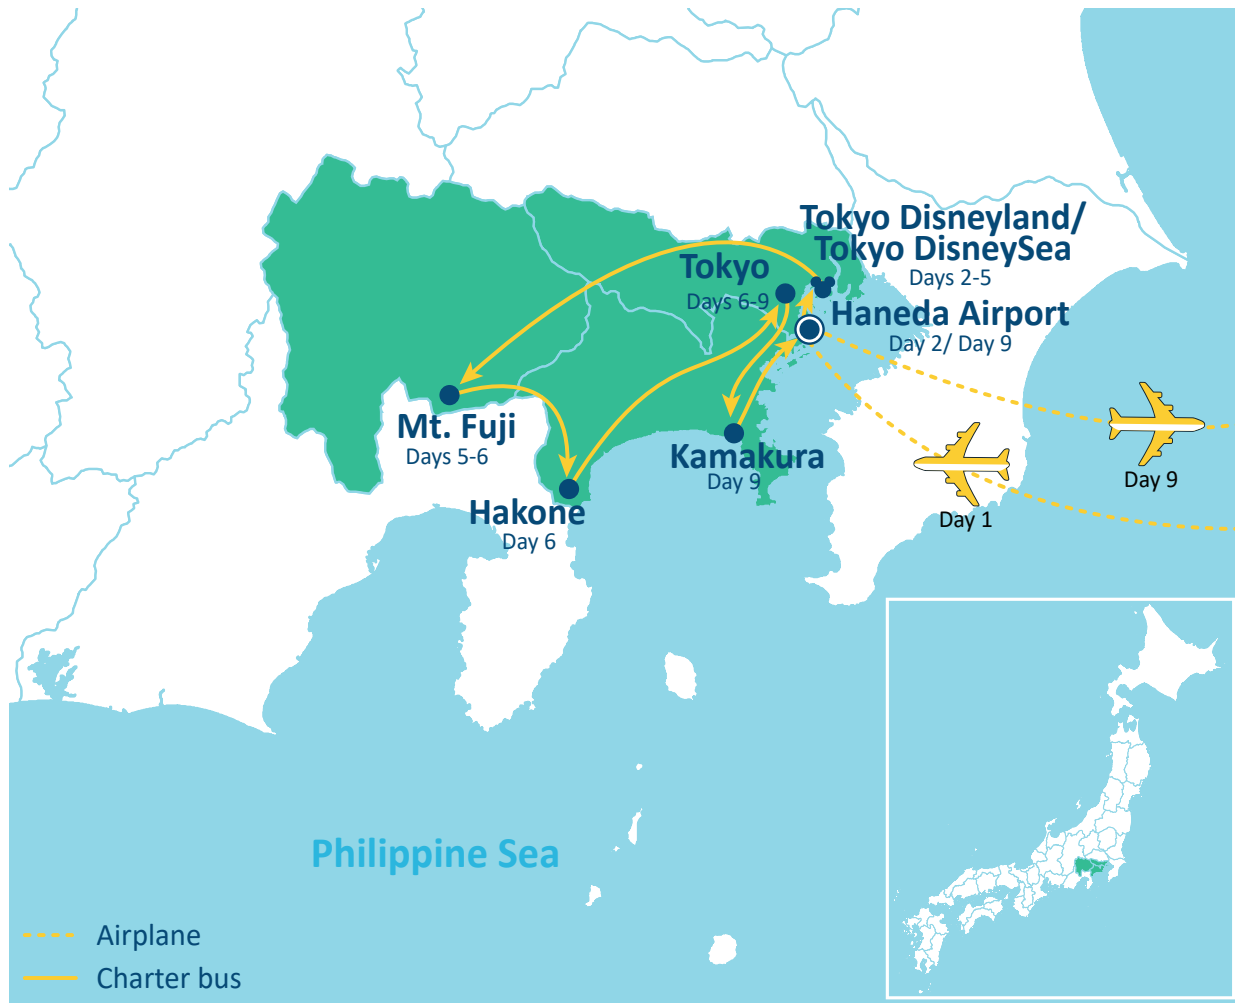 Tokyo Disneyland/
Tokyo DisneySea
Days 2-5
Tokyo
Days 6-9
Haneda Airport
Day 2/ Day 9
Mt. Fuji
Days 5-6
Kamakura
Day 9
Day 9
Day 1
Hakone
Day 6
Philippine Sea
Airplane
Charter bus